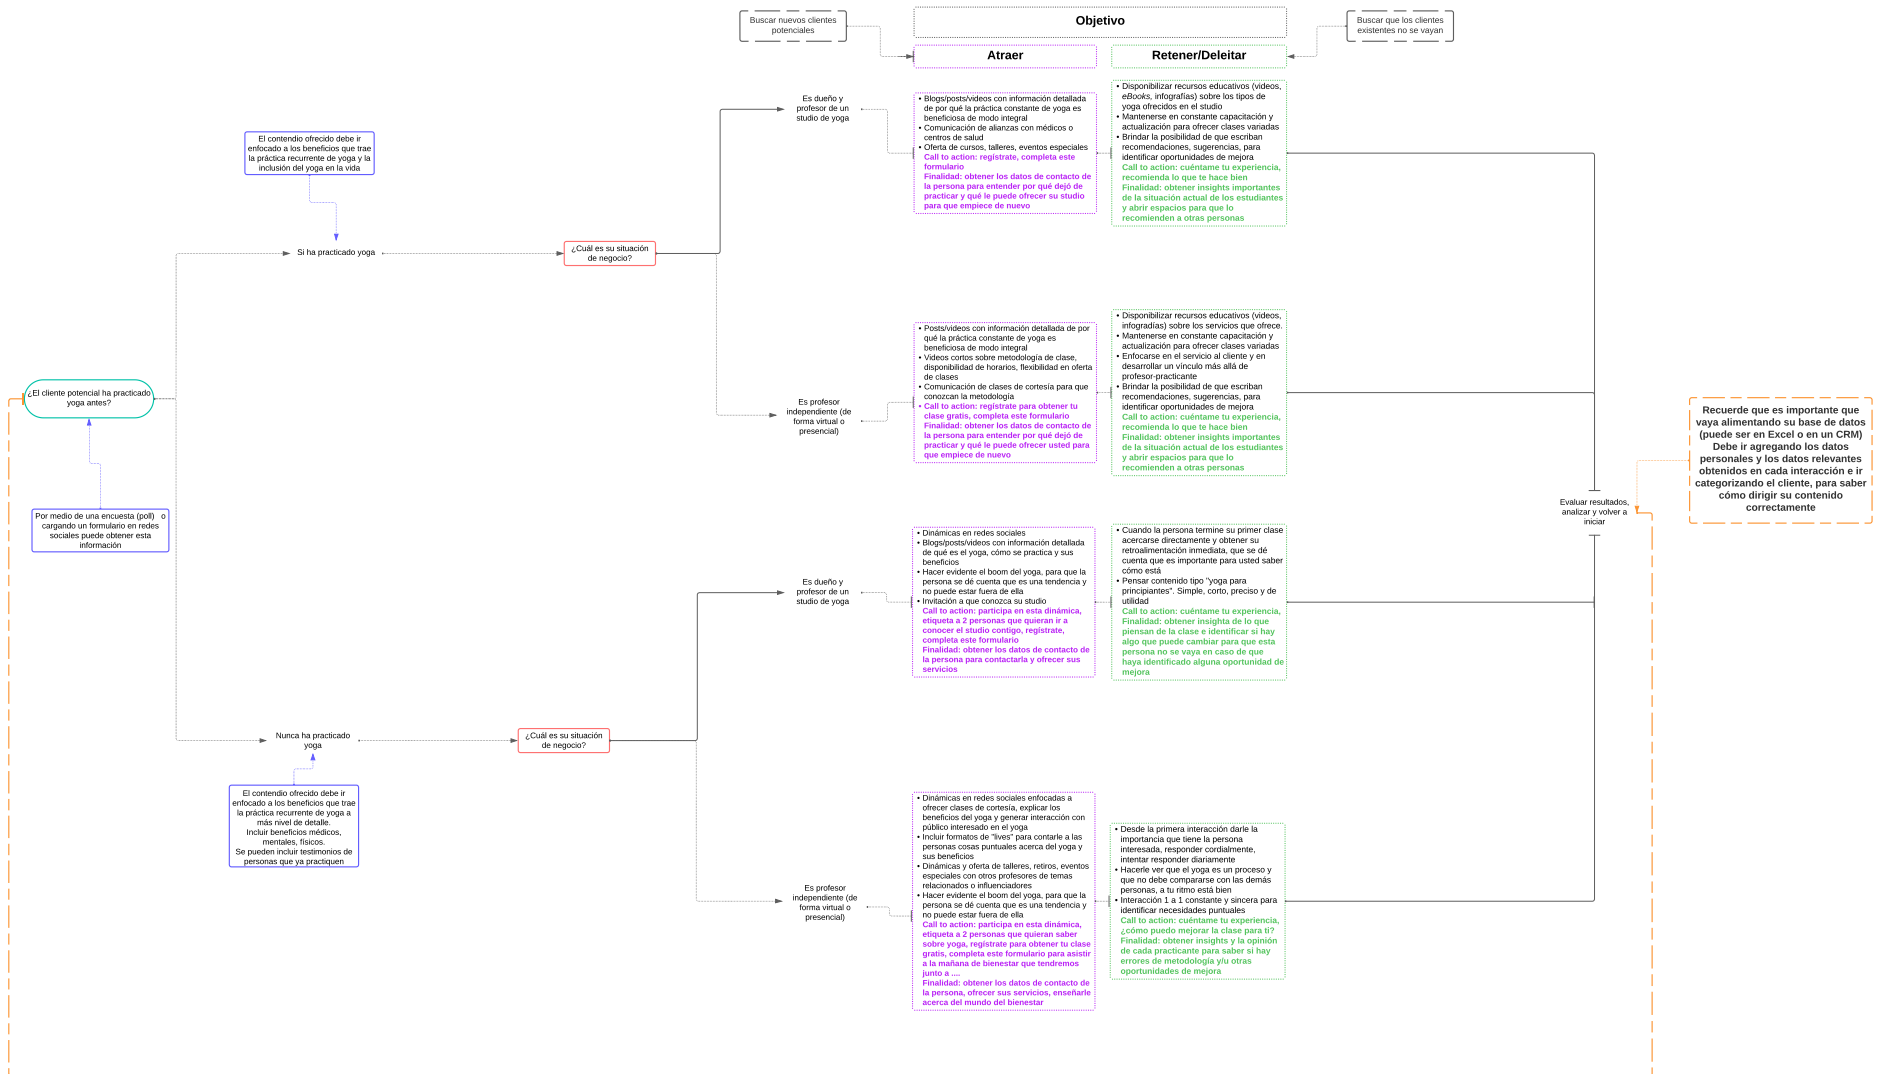 Buscar nuevos clientes
potenciales
Objetivo
Buscar que los clientes
existentes no se vayan
Atraer
Retener/Deleitar
Es dueño y
profesor de un
studio de yoga
• Blogs/posts/videos con información detallada
de por qué la práctica constante de yoga es
beneficiosa de modo integral
• Comunicación de alianzas con médicos o
centros de salud
• Oferta de cursos, talleres, eventos especiales
Call to action: regístrate, completa este
formulario
Finalidad: obtener los datos de contacto de
la persona para entender por qué dejó de
practicar y qué le puede ofrecer su studio
para que empiece de nuevo
• Disponibilizar recursos educativos (videos,
eBooks, infografías) sobre los tipos de
yoga ofrecidos en el studio
• Mantenerse en constante capacitación y
actualización para ofrecer clases variadas
• Brindar la posibilidad de que escriban
recomendaciones, sugerencias, para
identificar oportunidades de mejora
Call to action: cuéntame tu experiencia,
recomienda lo que te hace bien
Finalidad: obtener insights importantes
de la situación actual de los estudiantes
y abrir espacios para que lo
recomienden a otras personas
El contendio ofrecido debe ir
enfocado a los beneficios que trae
la práctica recurrente de yoga y la
inclusión del yoga en la vida
Si ha practicado yoga
¿Cuál es su situación
de negocio?
¿El cliente potencial ha practicado
yoga antes?
Por medio de una encuesta (poll) o
cargando un formulario en redes
sociales puede obtener esta
información
Es profesor
independiente (de
forma virtual o
presencial)
• Posts/videos con información detallada de por
qué la práctica constante de yoga es
beneficiosa de modo integral
• Videos cortos sobre metodología de clase,
disponibilidad de horarios, flexibilidad en oferta
de clases
• Comunicación de clases de cortesía para que
conozcan la metodología
• Call to action: regístrate para obtener tu
clase gratis, completa este formulario
Finalidad: obtener los datos de contacto de
la persona para entender por qué dejó de
practicar y qué le puede ofrecer usted para
que empiece de nuevo
• Disponibilizar recursos educativos (videos,
infogradías) sobre los servicios que ofrece.
• Mantenerse en constante capacitación y
actualización para ofrecer clases variadas
• Enfocarse en el servicio al cliente y en
desarrollar un vínculo más allá de
profesor-practicante
• Brindar la posibilidad de que escriban
recomendaciones, sugerencias, para
identificar oportunidades de mejora
Call to action: cuéntame tu experiencia,
recomienda lo que te hace bien
Finalidad: obtener insights importantes
de la situación actual de los estudiantes
y abrir espacios para que lo
recomienden a otras personas
Recuerde que es importante que
vaya alimentando su base de datos
(puede ser en Excel o en un CRM)
Debe ir agregando los datos
personales y los datos relevantes
obtenidos en cada interacción e ir
categorizando el cliente, para saber
cómo dirigir su contenido
correctamente
Evaluar resultados,
analizar y volver a
iniciar
Es dueño y
profesor de un
studio de yoga
• Dinámicas en redes sociales
• Blogs/posts/videos con información detallada
de qué es el yoga, cómo se practica y sus
beneficios
• Hacer evidente el boom del yoga, para que la
persona se dé cuenta que es una tendencia y
no puede estar fuera de ella
• Invitación a que conozca su studio
Call to action: participa en esta dinámica,
etiqueta a 2 personas que quieran ir a
conocer el studio contigo, regístrate,
completa este formulario
Finalidad: obtener los datos de contacto de
la persona para contactarla y ofrecer sus
servicios
• Cuando la persona termine su primer clase
acercarse directamente y obtener su
retroalimentación inmediata, que se dé
cuenta que es importante para usted saber
cómo está
• Pensar contenido tipo "yoga para
principiantes". Simple, corto, preciso y de
utilidad
Call to action: cuéntame tu experiencia,
Finalidad: obtener insighta de lo que
piensan de la clase e identificar si hay
algo que puede cambiar para que esta
persona no se vaya en caso de que
haya identificado alguna oportunidad de
mejora
Nunca ha practicado
yoga
¿Cuál es su situación
de negocio?
El contendio ofrecido debe ir
enfocado a los beneficios que trae
la práctica recurrente de yoga a
más nivel de detalle.
Incluir beneficios médicos,
mentales, físicos.
Se pueden incluir testimonios de
personas que ya practiquen
Es profesor
independiente (de
forma virtual o
presencial)
• Dinámicas en redes sociales enfocadas a
ofrecer clases de cortesía, explicar los
beneficios del yoga y generar interacción con
público interesado en el yoga
• Incluir formatos de "lives" para contarle a las
personas cosas puntuales acerca del yoga y
sus beneficios
• Dinámicas y oferta de talleres, retiros, eventos
especiales con otros profesores de temas
relacionados o influenciadores
• Hacer evidente el boom del yoga, para que la
persona se dé cuenta que es una tendencia y
no puede estar fuera de ella
Call to action: participa en esta dinámica,
etiqueta a 2 personas que quieran saber
sobre yoga, regístrate para obtener tu clase
gratis, completa este formulario para asistir
a la mañana de bienestar que tendremos
junto a ....
Finalidad: obtener los datos de contacto de
la persona, ofrecer sus servicios, enseñarle
acerca del mundo del bienestar
• Desde la primera interacción darle la
importancia que tiene la persona
interesada, responder cordialmente,
intentar responder diariamente
• Hacerle ver que el yoga es un proceso y
que no debe compararse con las demás
personas, a tu ritmo está bien
• Interacción 1 a 1 constante y sincera para
identificar necesidades puntuales
Call to action: cuéntame tu experiencia,
¿cómo puedo mejorar la clase para ti?
Finalidad: obtener insights y la opinión
de cada practicante para saber si hay
errores de metodología y/u otras
oportunidades de mejora